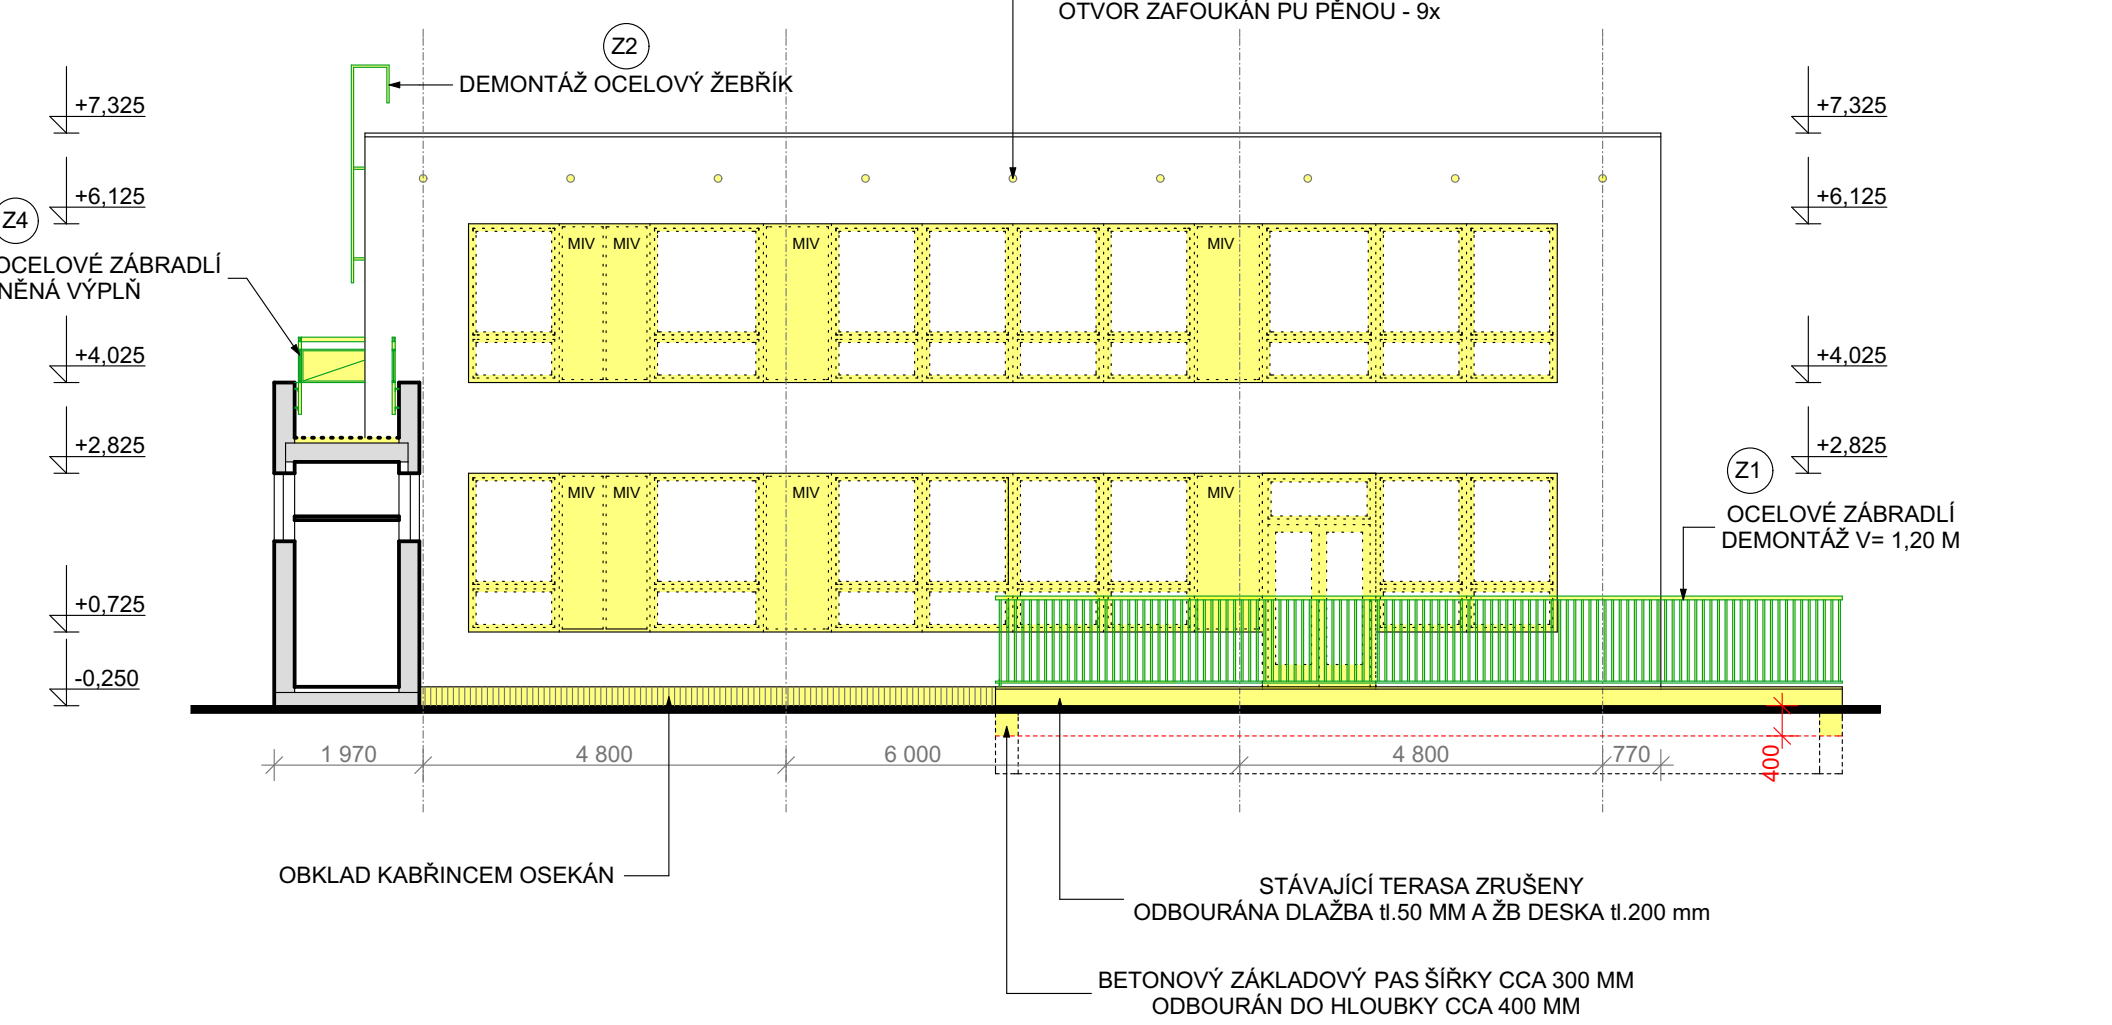 OTVOR ZAFOUKÁN PU PĚNOU - 9x
Z2
DEMONTÁŽ OCELOVÝ ŽEBŘÍK
+7,325
+7,325
+6,125
+6,125
Z4
OCELOVÉ ZÁBRADLÍ
NĚNÁ VÝPLŇ
MIV MIV MIV MIV
+4,025
+4,025
+2,825
+2,825
Z1
OCELOVÉ ZÁBRADLÍ
DEMONTÁŽ V= 1,20 M
MIV MIV MIV MIV
+0,725
-0,250
1 970 4 800 6 000 4 800 770
400
OBKLAD KABŘINCEM OSEKÁN
STÁVAJÍCÍ TERASA ZRUŠENY
ODBOURÁNA DLAŽBA tl.50 MM A ŽB DESKA tl.200 mm
BETONOVÝ ZÁKLADOVÝ PAS ŠÍŘKY CCA 300 MM
ODBOURÁN DO HLOUBKY CCA 400 MM